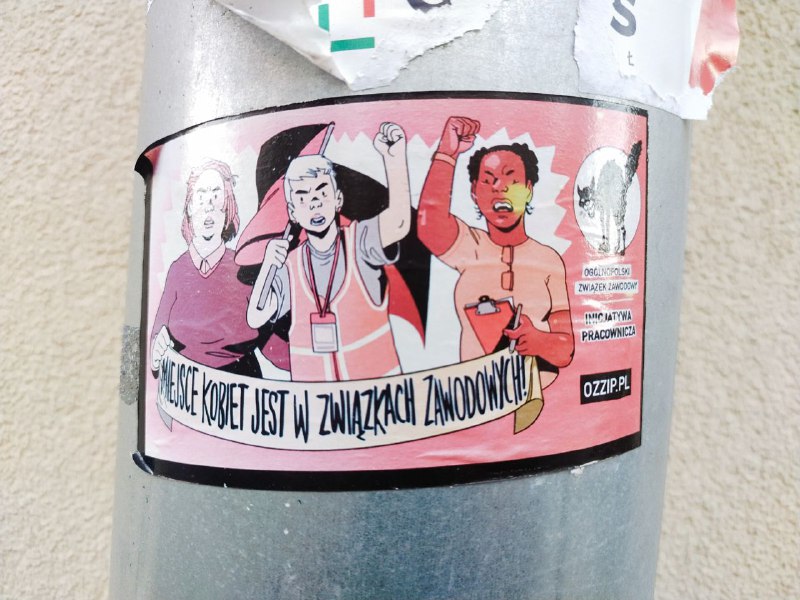 S
Ł
OGÓLNOPOLSKI
ZWIĄZEK ZAWODOWY
INICJATYWA
PRACOWNICZA
OZZIP.PL
MIEJSCE KOBIET JEST W ZWIĄZKACH ZAWODOWYCH!